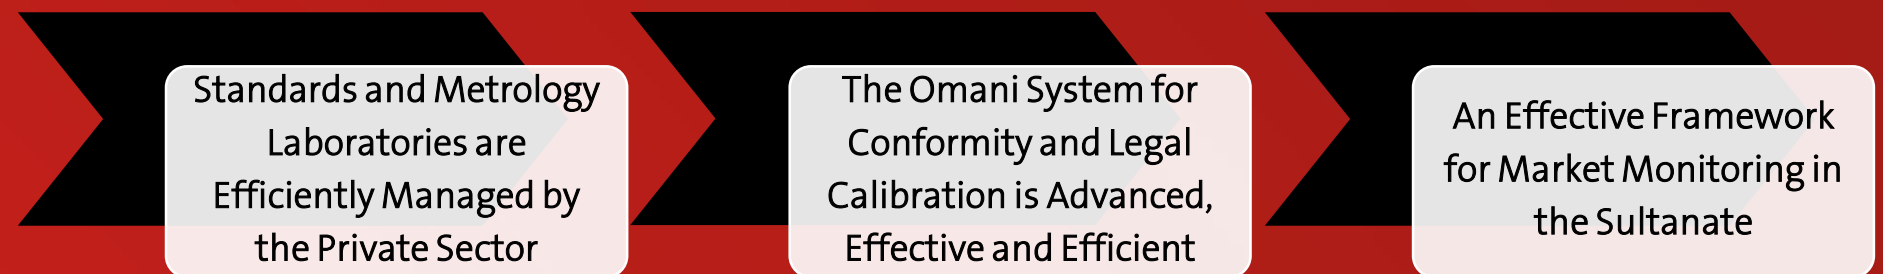 Standards and Metrology
Laboratories are
Efficiently Managed by
the Private Sector
The Omani System for
Conformity and Legal
Calibration is Advanced,
Effective and Efficient
An Effective Framework
for Market Monitoring in
the Sultanate